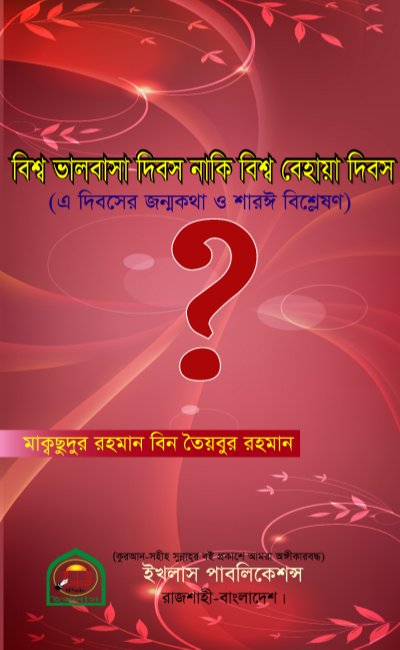 বিশ্ব ভালবাসা দিবস নাকি বিশ্ব বেহায়া দিবস
(এ দিবসের জন্মকথা ও শারঈ বিশ্লেষণ)
?
মাক্বছুদুর রহমান বিন তৈয়বুর রহমান
(কুরআন-সহীহ সুন্নাহর বই প্রকাশে আমরা অঙ্গীকারবদ্ধ)
ইখলাস পাবলিকেশন্স
রাজশাহী-বাংলাদেশ।